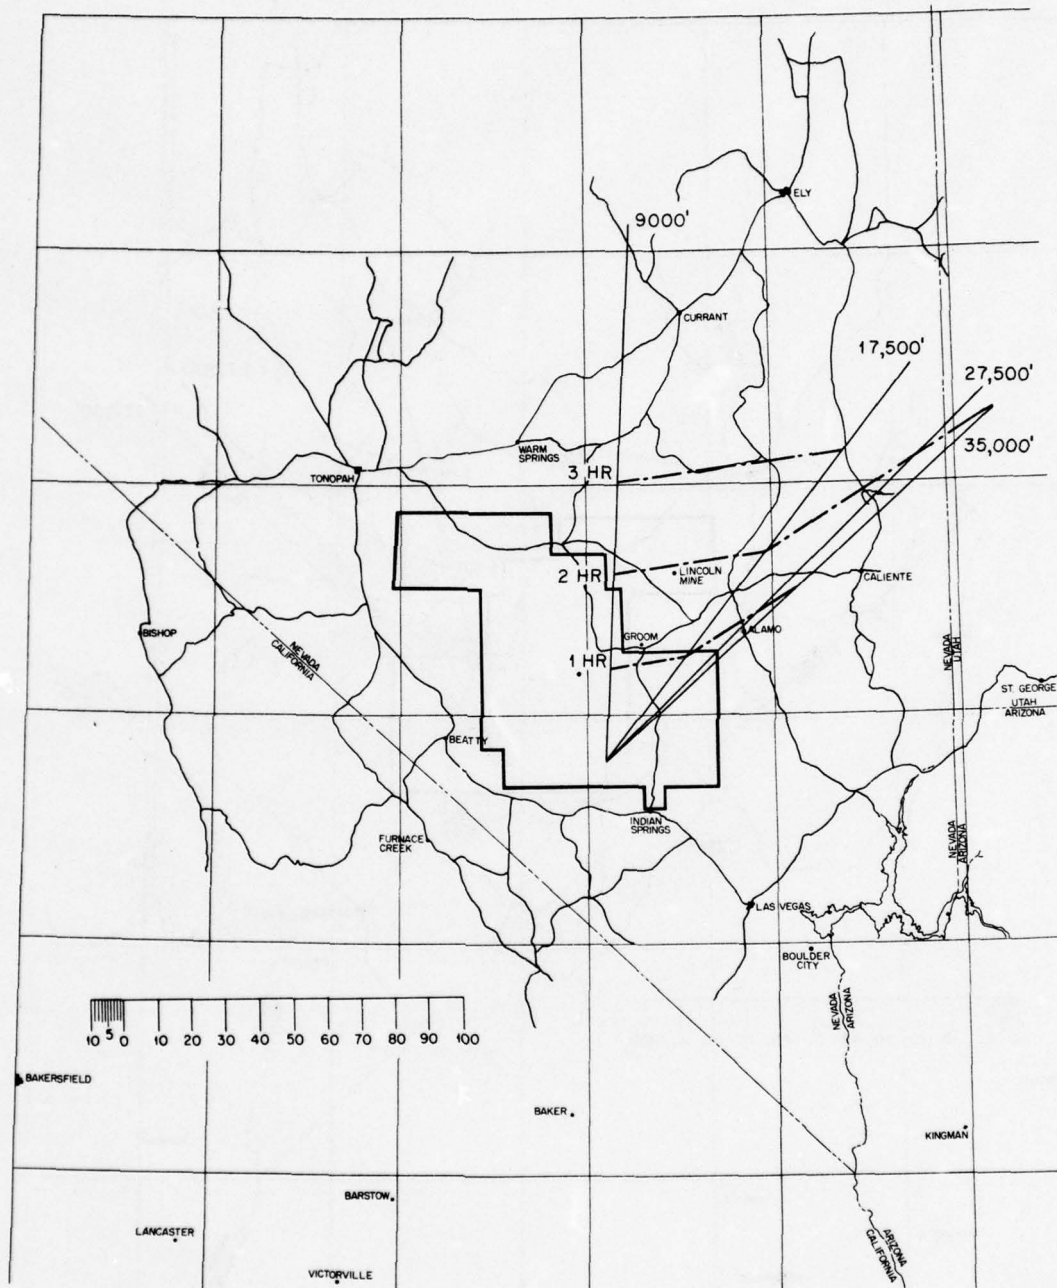 ELY
9000'
CURRANT
17,500'
27,500'
WARM
SPRINGS
35,000'
3 HR
TONOPAH
2 HR
LINCOLN
MINE
CALIENTE
BISHOP
NEVADA
CALIFORNIA
GROOM
ALAMO
1 HR
NEVADA
UTAH
ST. GEORGE
UTAH
ARIZONA
BEATTY
INDIAN
SPRINGS
FURNACE
CREEK
NEVADA
ARIZONA
LAS VEGAS
BOULDER
CITY
NEVADA
ARIZONA
10 5 0 10 20 30 40 50 60 70 80 90 100
BAKERSFIELD
BAKER
KINGMAN
BARSTOW
LANCASTER
ARIZONA
CALIFORNIA
VICTORVILLE